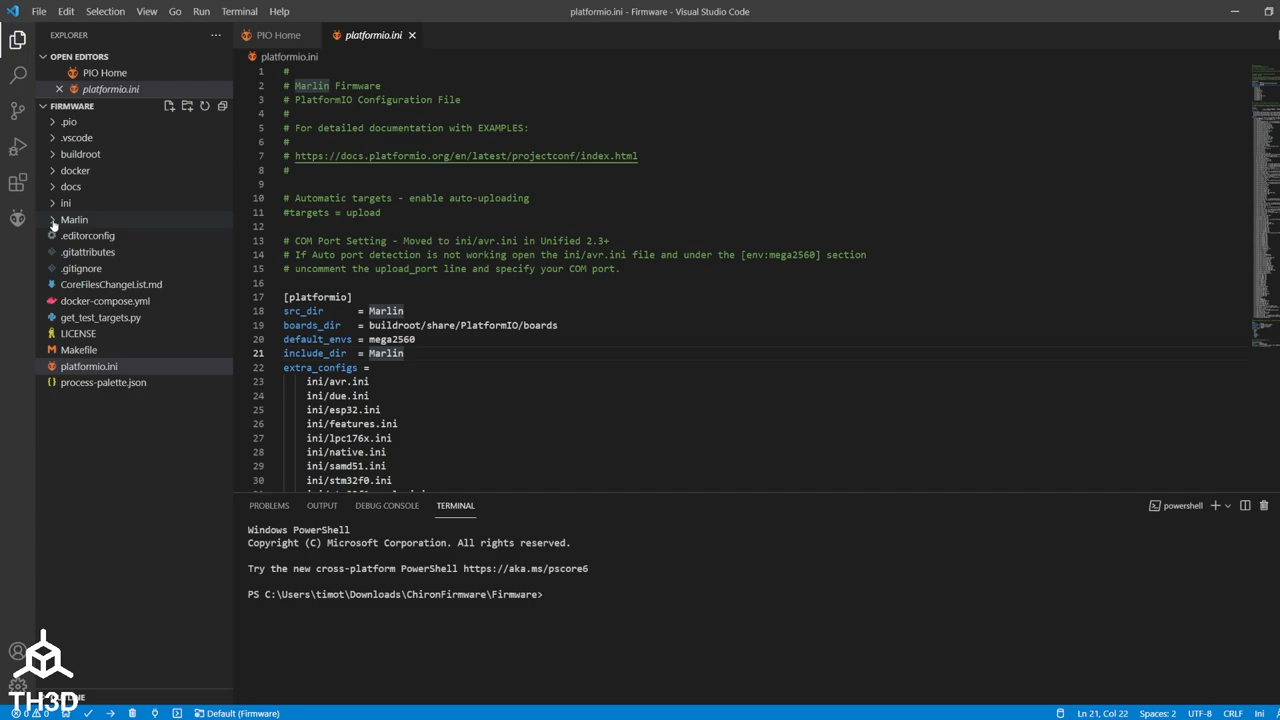 File Edit Selection View Go Run Terminal Help
platformio.ini - Firmware - Visual Studio Code
EXPLORER
OPEN EDITORS
PIO Home
platformio.ini
FIRMWARE
.pio
.vscode
buildroot
docker
docs
ini
Marlin
.editorconfig
.gitattributes
.gitignore
CoreFilesChangeList.md
docker-compose.yml
get_test_targets.py
LICENSE
Makefile
platformio.ini
process-palette.json
PIO Home
platformio.ini
platformio.ini
1 #
2 # Marlin Firmware
3 # PlatformIO Configuration File
4 #
5 # For detailed documentation with EXAMPLES:
6 #
7 # https://docs.platformio.org/en/latest/projectconf/index.html
8 #
9
10 # Automatic targets - enable auto-uploading
11 #targets = upload
12
13 # COM Port Setting - Moved to ini/avr.ini in Unified 2.3+
14 # If Auto port detection is not working open the ini/avr.ini file and under the [env:mega2560] section
15 # uncomment the upload_port line and specify your COM port.
16
17 [platformio]
18 src_dir = Marlin
19 boards_dir = buildroot/share/PlatformIO/boards
20 default_envs = mega2560
21 include_dir = Marlin
22 extra_configs =
23 ini/avr.ini
24 ini/due.ini
25 ini/esp32.ini
26 ini/features.ini
27 ini/lpc176x.ini
28 ini/native.ini
29 ini/samd51.ini
30 ini/stm32f0.ini
PROBLEMS OUTPUT DEBUG CONSOLE TERMINAL
powershell
Windows PowerShell
Copyright (C) Microsoft Corporation. All rights reserved.
Try the new cross-platform PowerShell https://aka.ms/pscore6
PS C:\Users\timot\Downloads\ChironFirmware\Firmware>
TH3D
0 0
Default (Firmware)
Ln 21, Col 22 Spaces: 2 UTF-8 CRLF Ini